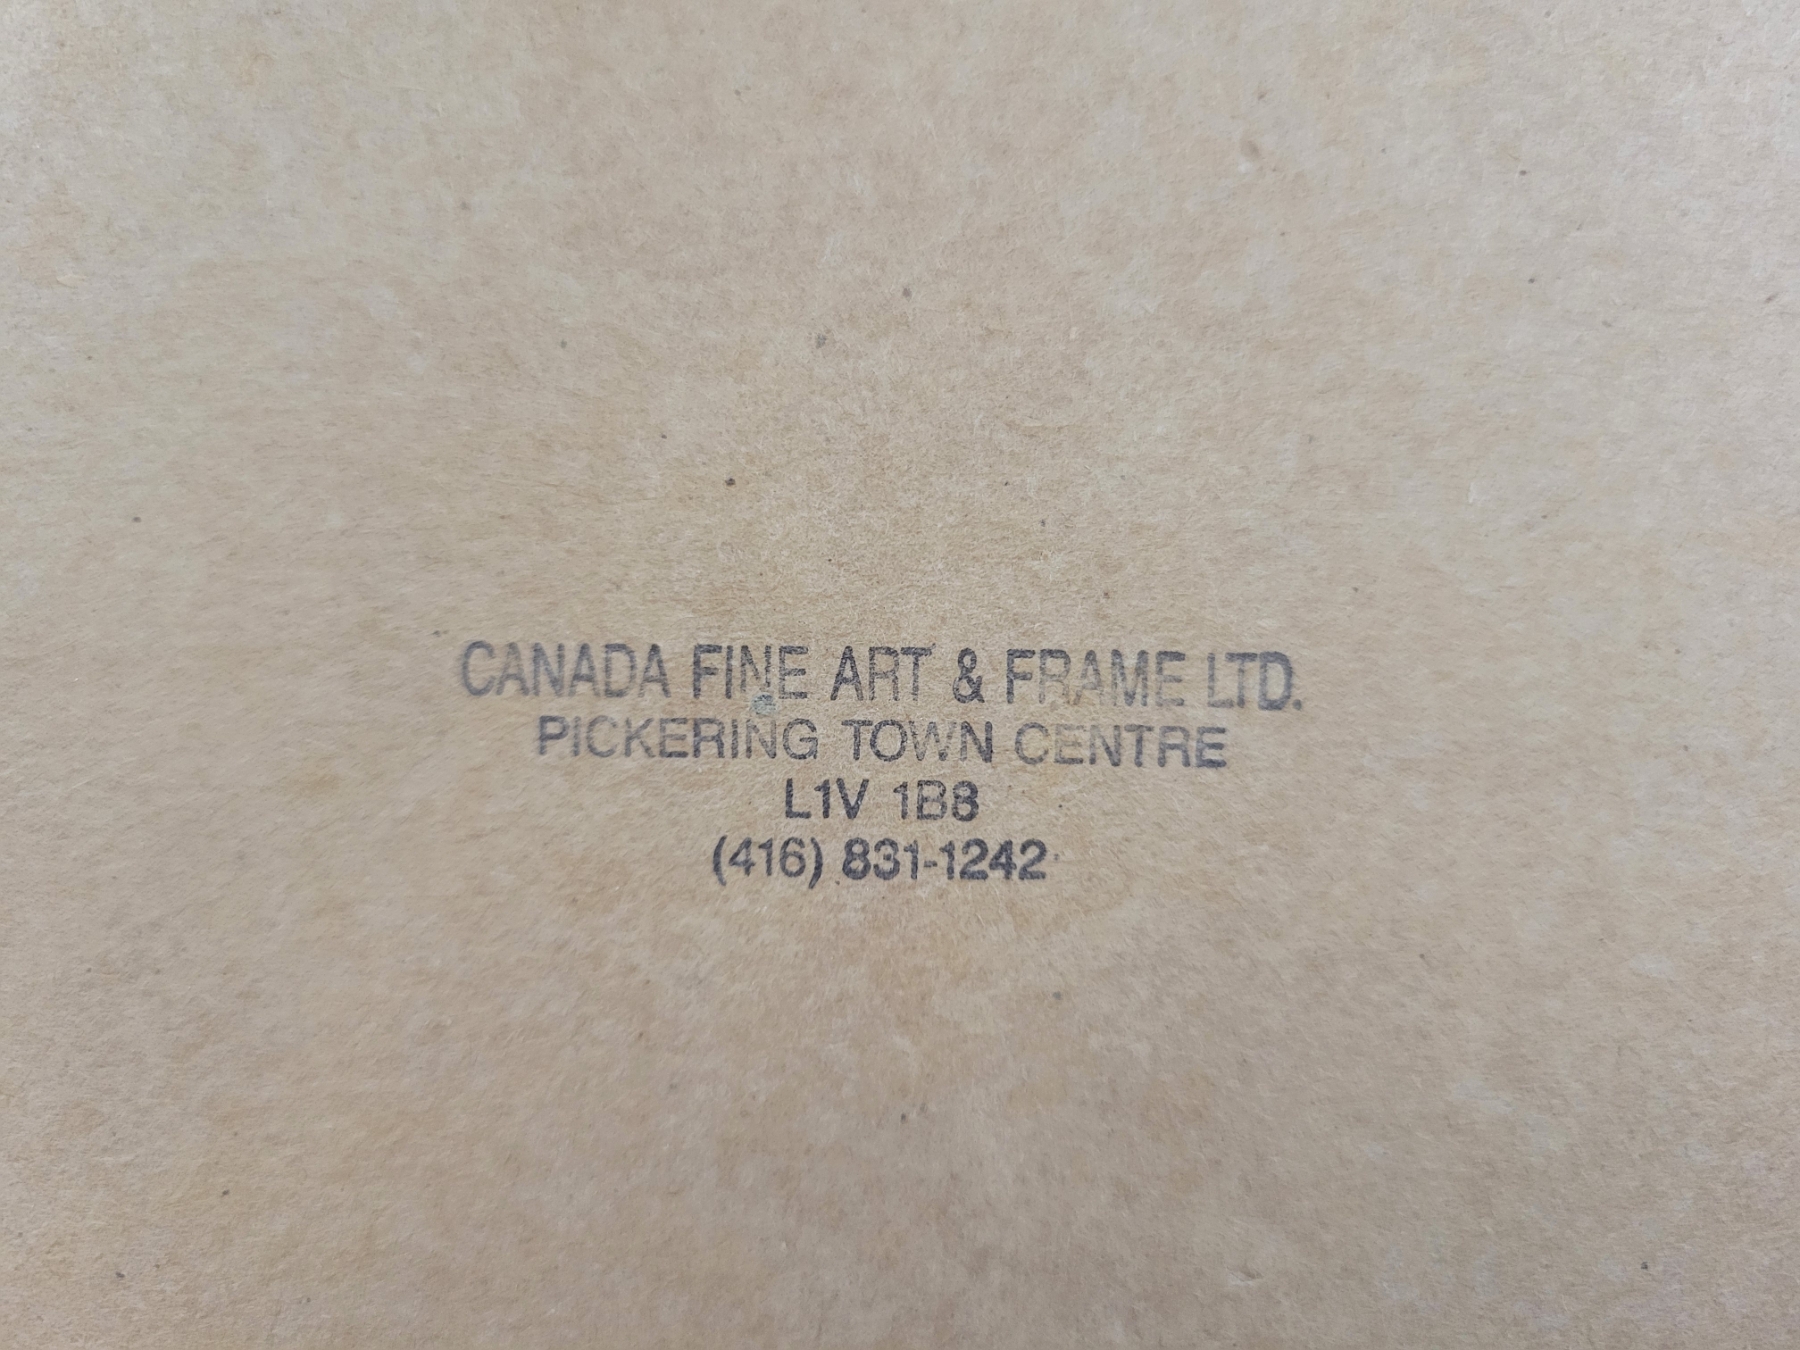 CANADA FINE ART & FRAME LTD.
PICKERING TOWN CENTRE
L1V 1B8
(416) 831-1242